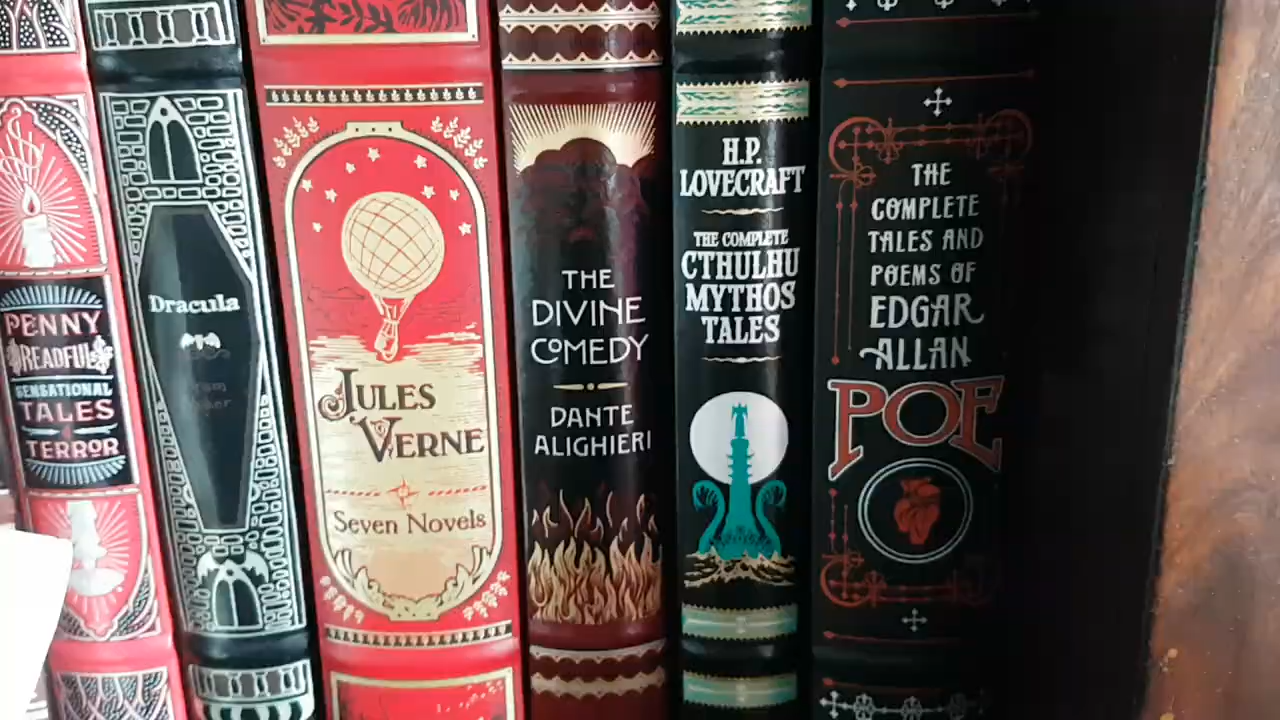 PENNY
DREADFUL
SENSATIONAL
TALES
TERROR
Dracula
JULES
VERNE
Seven Novels
THE
DIVINE
COMEDY
DANTE
ALIGHIERI
H.P.
LOVECRAFT
THE COMPLETE
CTHULHU
MYTHOS
TALES
THE
COMPLETE
TALES AND
POEMS OF
EDGAR
ALLAN
POE